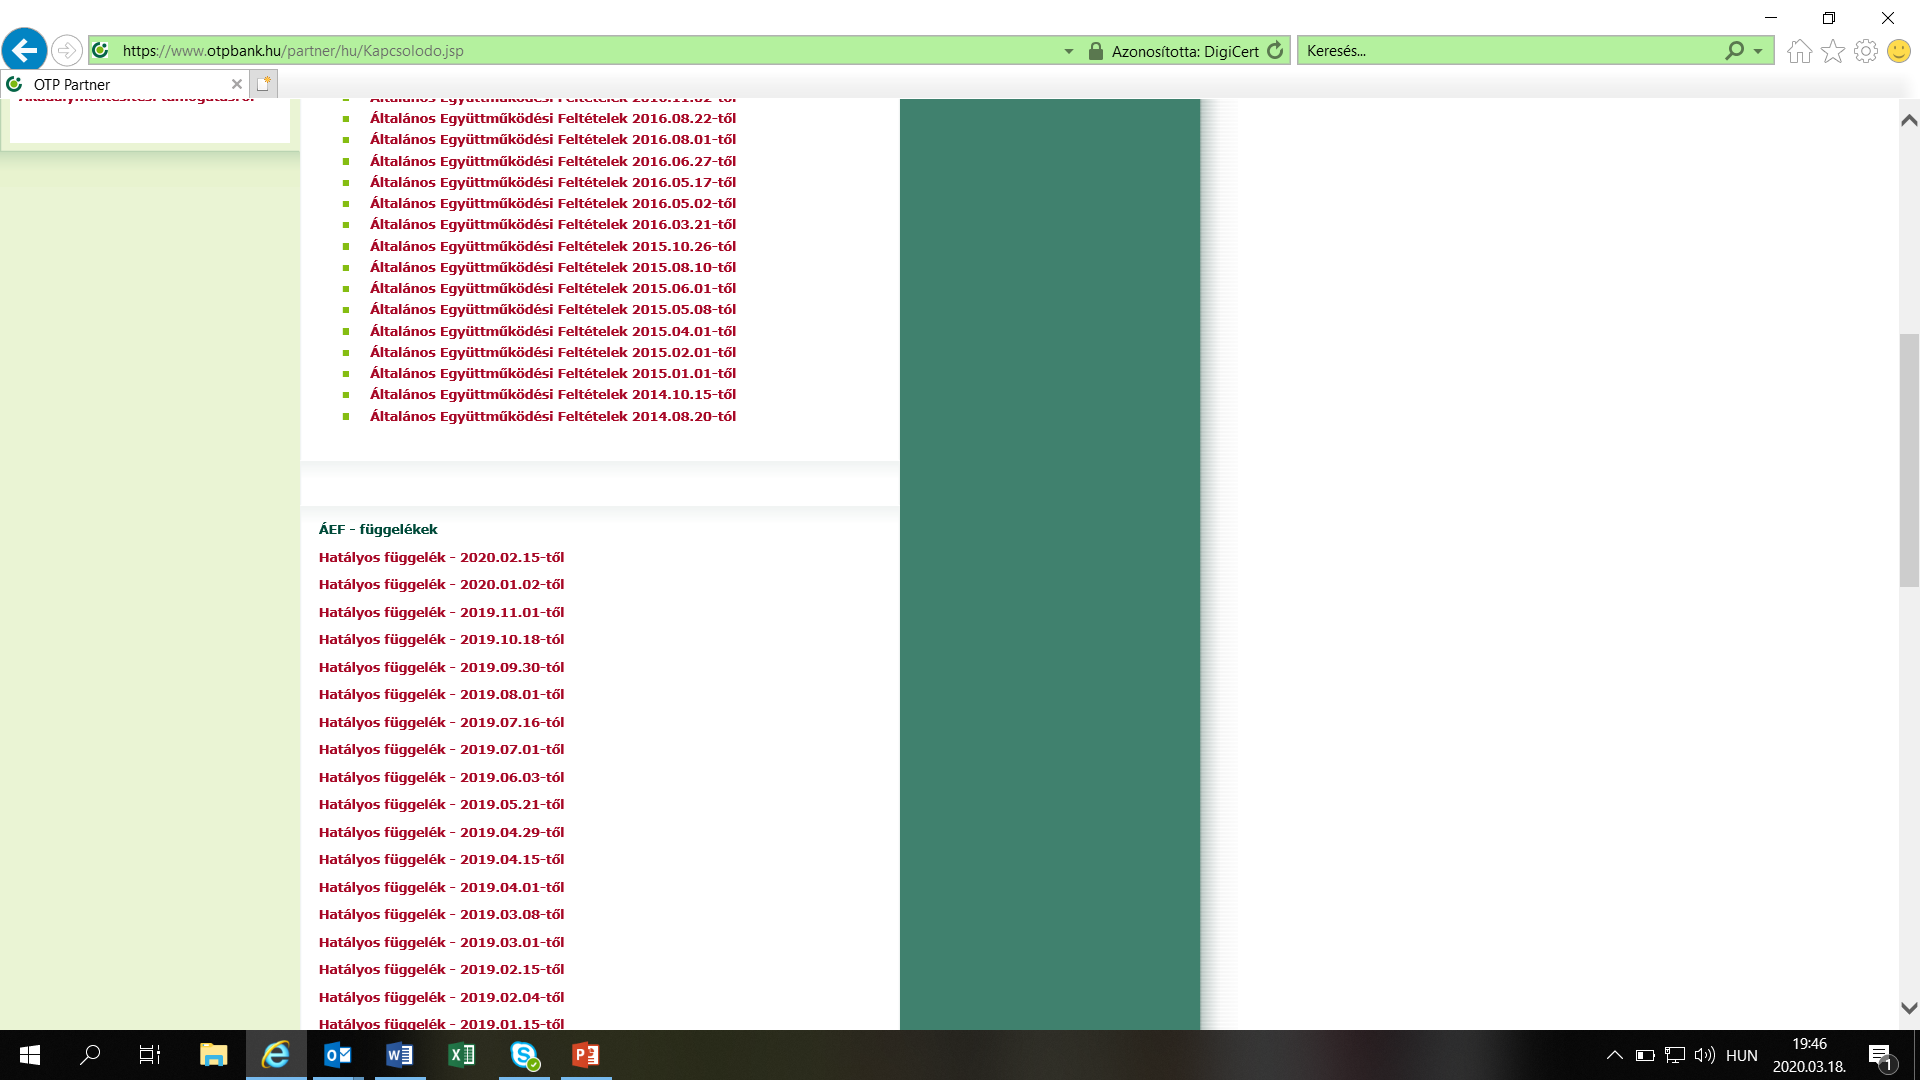 https://www.otpbank.hu/partner/hu/Kapcsolodo.jsp
Azonosította: DigiCert
Keresés...
OTP Partner
Akadálymentesítési támogatásról
Általános Együttműködési Feltételek 2016.11.02-től
Általános Együttműködési Feltételek 2016.08.22-től
Általános Együttműködési Feltételek 2016.08.01-től
Általános Együttműködési Feltételek 2016.06.27-től
Általános Együttműködési Feltételek 2016.05.17-től
Általános Együttműködési Feltételek 2016.05.02-től
Általános Együttműködési Feltételek 2016.03.21-től
Általános Együttműködési Feltételek 2015.10.26-tól
Általános Együttműködési Feltételek 2015.08.10-től
Általános Együttműködési Feltételek 2015.06.01-től
Általános Együttműködési Feltételek 2015.05.08-tól
Általános Együttműködési Feltételek 2015.04.01-től
Általános Együttműködési Feltételek 2015.02.01-től
Általános Együttműködési Feltételek 2015.01.01-től
Általános Együttműködési Feltételek 2014.10.15-től
Általános Együttműködési Feltételek 2014.08.20-tól
ÁEF - függelékek
Hatályos függelék - 2020.02.15-től
Hatályos függelék - 2020.01.02-től
Hatályos függelék - 2019.11.01-től
Hatályos függelék - 2019.10.18-tól
Hatályos függelék - 2019.09.30-tól
Hatályos függelék - 2019.08.01-től
Hatályos függelék - 2019.07.16-tól
Hatályos függelék - 2019.07.01-től
Hatályos függelék - 2019.06.03-tól
Hatályos függelék - 2019.05.21-től
Hatályos függelék - 2019.04.29-től
Hatályos függelék - 2019.04.15-től
Hatályos függelék - 2019.04.01-től
Hatályos függelék - 2019.03.08-tól
Hatályos függelék - 2019.03.01-től
Hatályos függelék - 2019.02.15-től
Hatályos függelék - 2019.02.04-től
Hatályos függelék - 2019.01.15-től
HUN
19:46
2020.03.18.
1